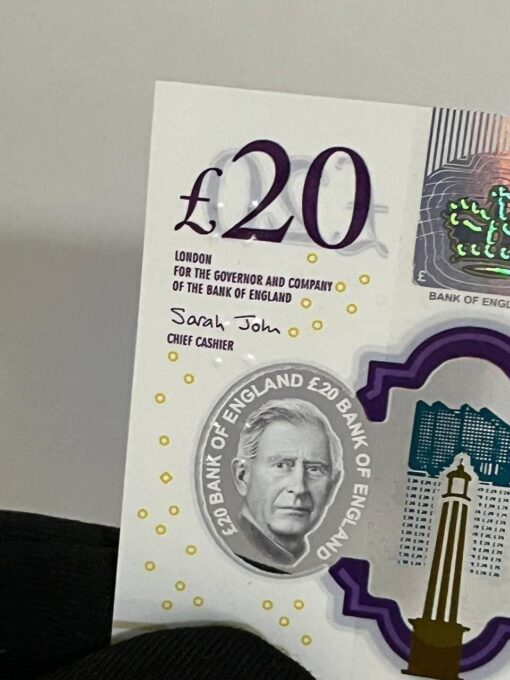 £20
LONDON
FOR THE GOVERNOR AND COMPANY
OF THE BANK OF ENGLAND
Sarah John
CHIEF CASHIER
£
BANK OF ENGL
£20 BANK OF ENGLAND £20 BANK OF ENGLAND